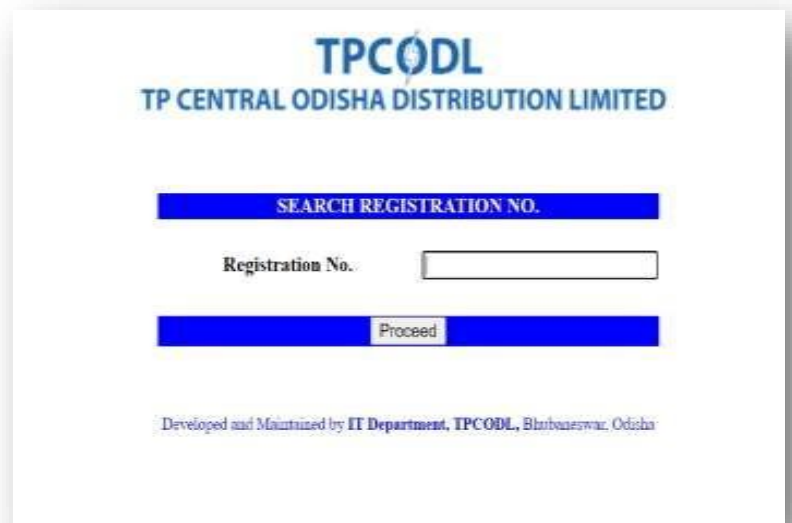 TPCODL
TP CENTRAL ODISHA DISTRIBUTION LIMITED
SEARCH REGISTRATION NO.
Registration No.
Proceed
Developed and Maintained by IT Department, TPCODL, Bhubaneswar, Odisha